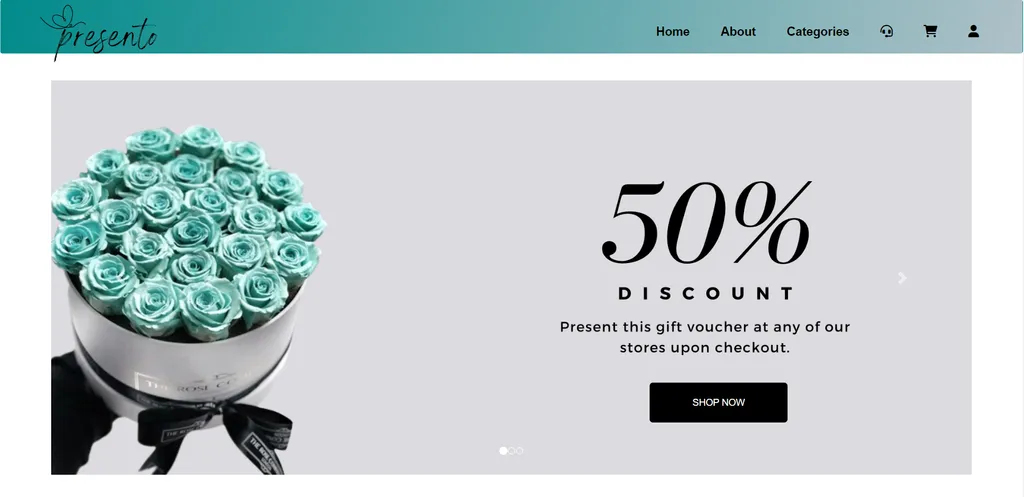 presento
Home About Categories
50%
DISCOUNT
Present this gift voucher at any of our
stores upon checkout.
SHOP NOW
THE ROSE CO